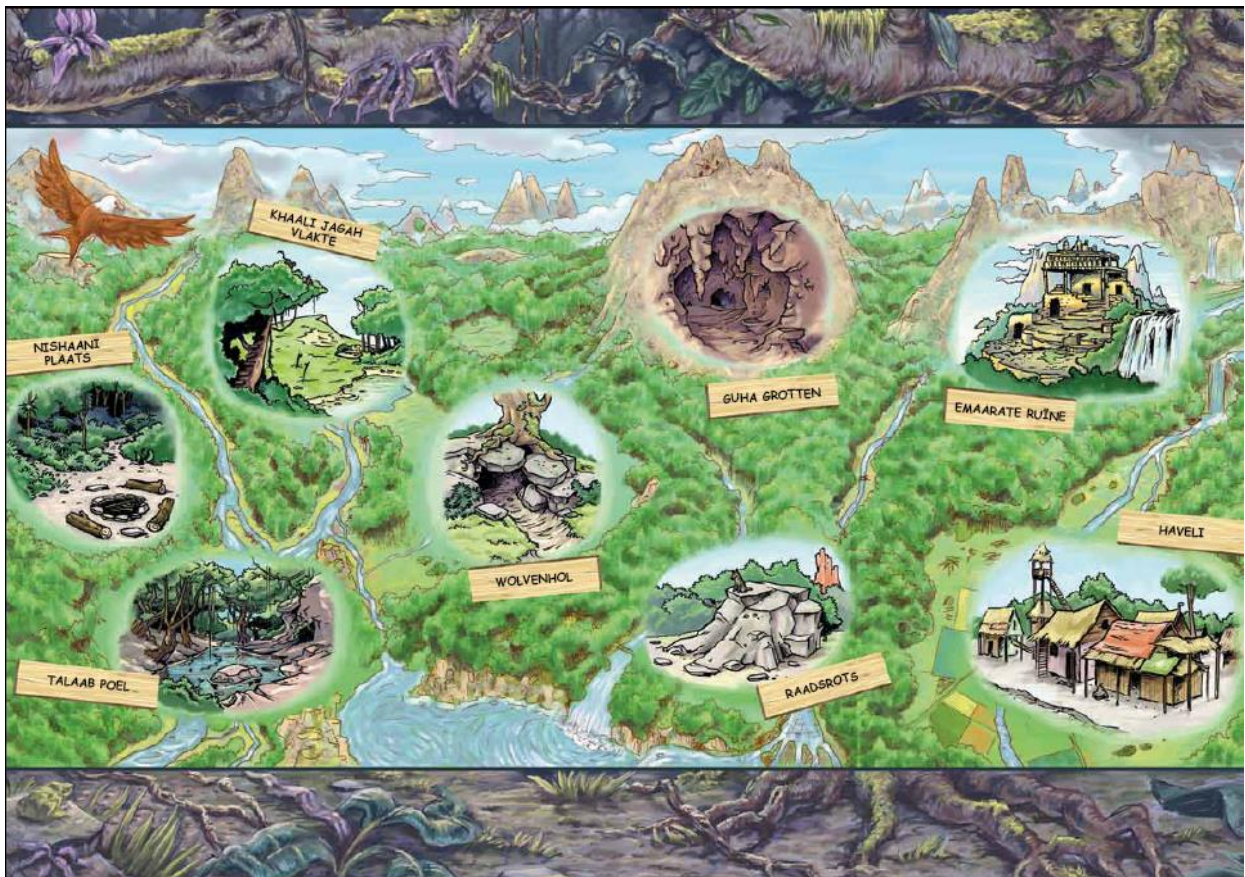 KHAALI JAGAH
VLAKTE
NISHAANI
PLAATS
GUHA GROTTEN
EMAARATE RUÏNE
HAVELI
WOLVENHOL
TALAAB POEL
RAADSROTS